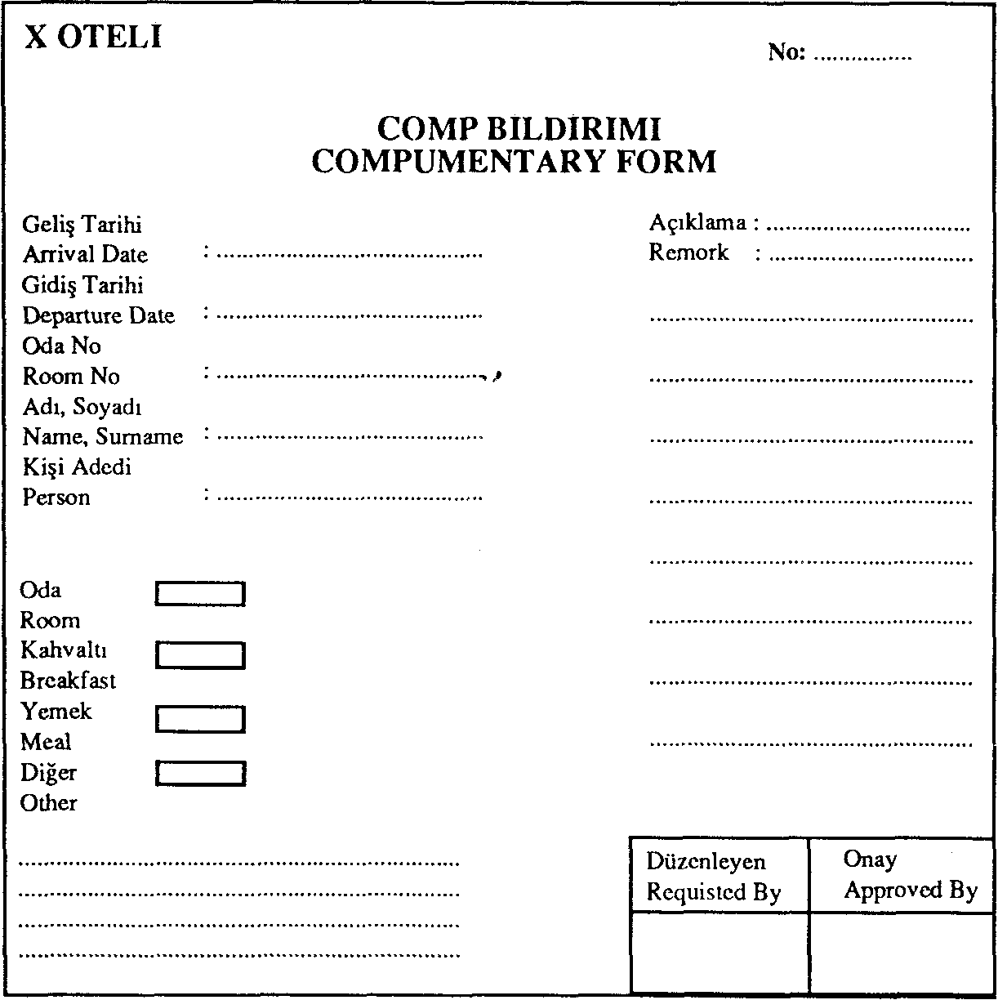 X OTELI
No: ................
COMP BILDİRIMI
COMPUMENTARY FORM
Geliş Tarihi
Arrival Date : ..........................................
Gidiş Tarihi
Departure Date : ..........................................
Oda No
Room No : ..........................................
Adı, Soyadı
Name, Surname : ..........................................
Kişi Adedi
Person : ..........................................
Açıklama : ................................
Remork : ................................
Oda
Room
Kahvaltı
Breakfast
Yemek
Meal
Diğer
Other
Düzenleyen
Requisted By
Onay
Approved By